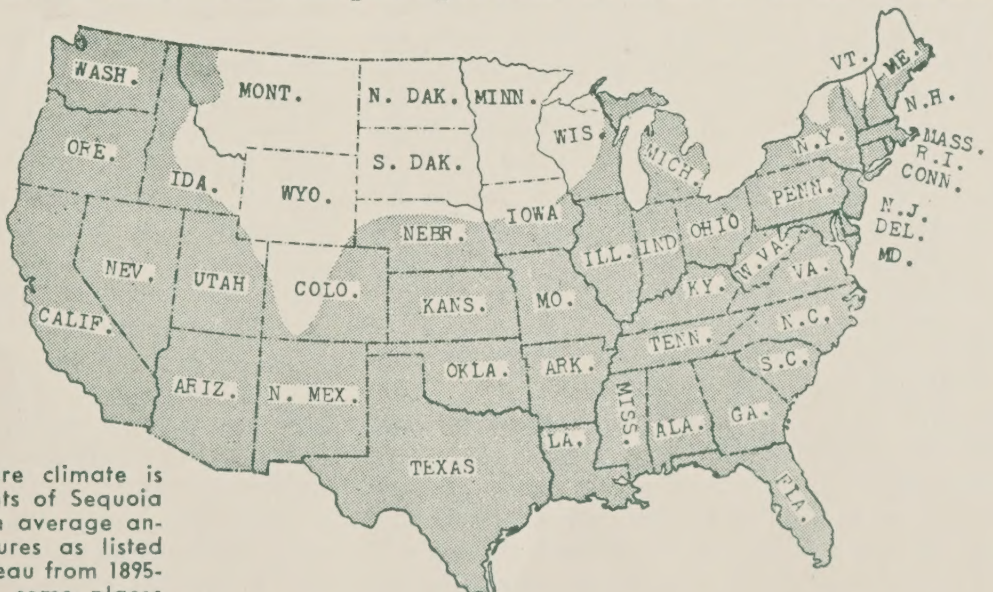 WASH.
MONT.
N. DAK.
MINN.
VT.
ME.
N.H.
ORE.
IDA.
WYO.
S. DAK.
WIS.
MICH.
N.Y.
MASS.
R.I.
CONN.
NEV.
UTAH
COLO.
NEBR.
IOWA
ILL.
IND
OHIO
PENN.
N.J.
DEL.
MD.
W.VA.
VA.
CALIF.
KANS.
MO.
KY.
N.C.
TENN.
S.C.
ARIZ.
N. MEX.
OKLA.
ARK.
MISS.
ALA.
GA.
TEXAS
LA.
FLA.
re climate is
ts of Sequoia
e average an-
ures as listed
eau from 1895-
some places